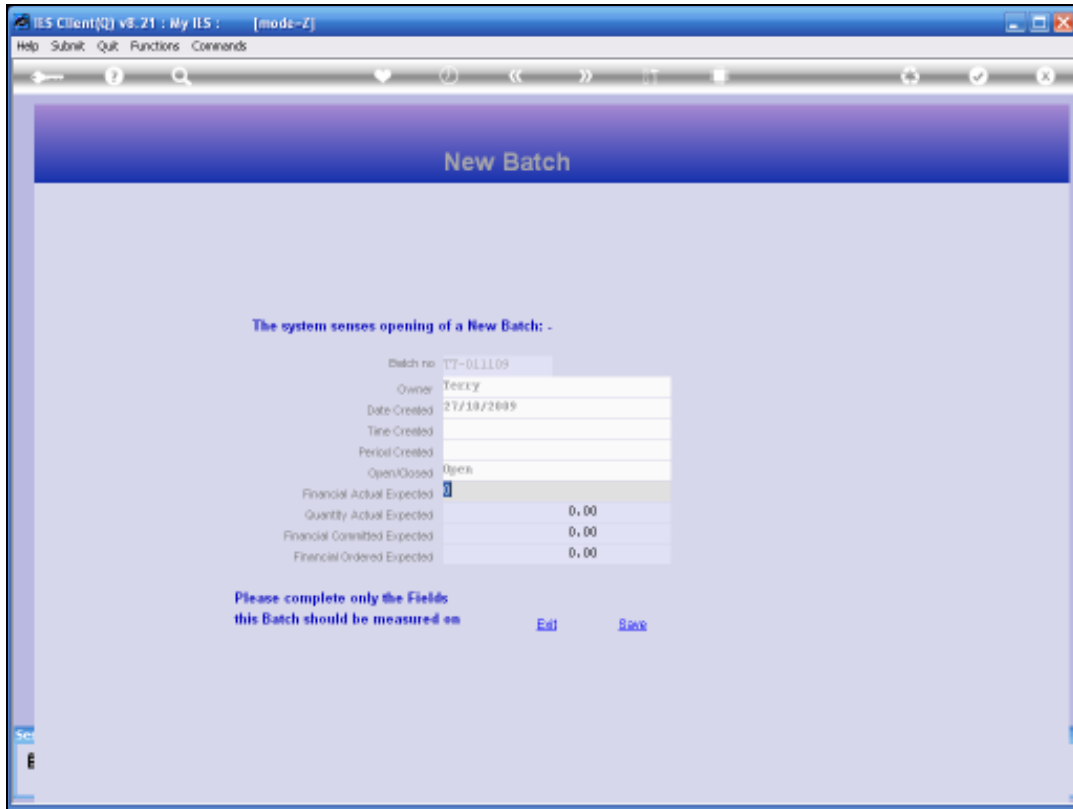 IES Client(Q) v8.21 : My IES : [mode=Z]
Help Submit Quit Functions Commands
New Batch
The system senses opening of a New Batch: -
Batch no TT-011109
Owner Terry
Date Created 27/10/2009
Time Created
Period Created
Open/Closed Open
Financial Actual Expected 0
Quantity Actual Expected 0.00
Financial Committed Expected 0.00
Financial Ordered Expected 0.00
Please complete only the Fields
this Batch should be measured on
Exit Save